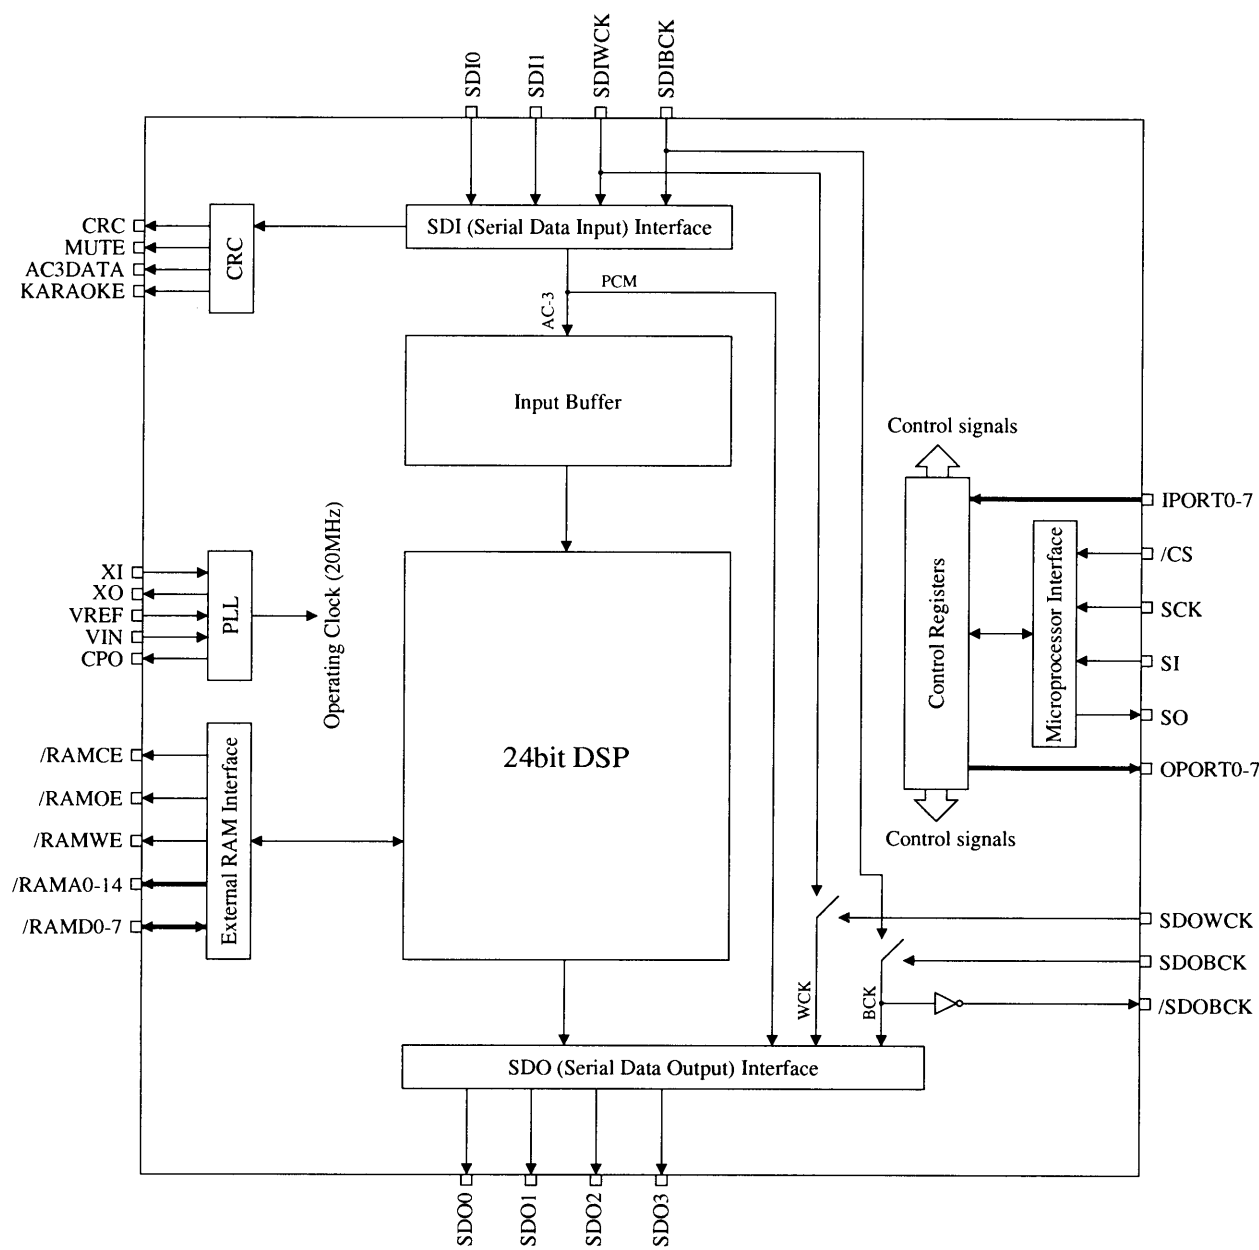 SDI0
SDI1
SDIWCK
SDIBCK
CRC
MUTE
AC3DATA
KARAOKE
CRC
SDI (Serial Data Input) Interface
PCM
AC-3
Input Buffer
Control signals
XI
XO
VREF
VIN
CPO
PLL
Operating Clock (20MHz)
24bit DSP
Control Registers
Microprocessor Interface
IPORT0-7
/CS
SCK
SI
SO
OPORT0-7
Control signals
/RAMCE
/RAMOE
/RAMWE
/RAMA0-14
/RAMD0-7
External RAM Interface
WCK
BCK
SDOWCK
SDOBCK
/SDOBCK
SDO (Serial Data Output) Interface
SDO0
SDO1
SDO2
SDO3